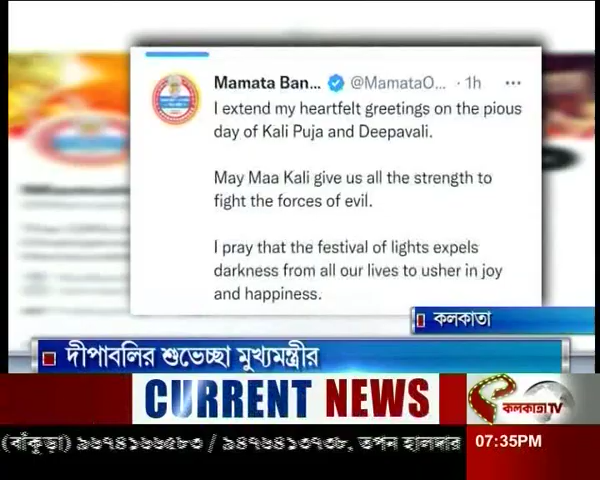 Mamata Ban... @MamataO... · 1h ...
I extend my heartfelt greetings on the pious
day of Kali Puja and Deepavali.
May Maa Kali give us all the strength to
fight the forces of evil.
I pray that the festival of lights expels
darkness from all our lives to usher in joy
and happiness.
কলকাতা
দীপাবলির শুভেচ্ছা মুখ্যমন্ত্রীর
CURRENT NEWS
কলকাতা TV
(বাঁকুড়া) ৯৬৭৪১৬৬৫৮৩ / ৯৪৭৬৪১৩৭৩৮, তপন হালদার
07:35PM